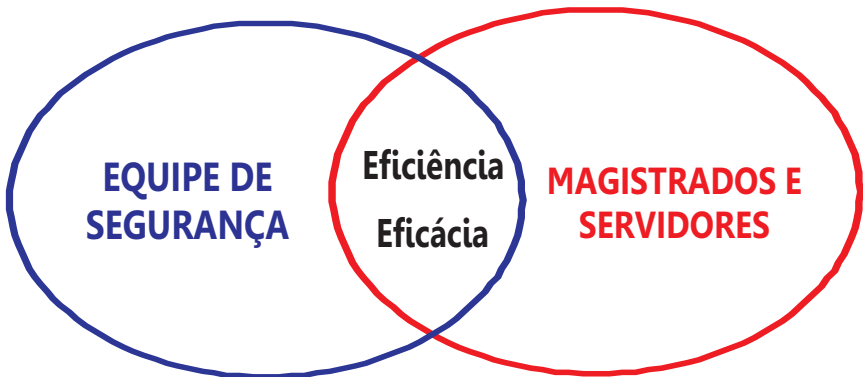 EQUIPE DE
SEGURANÇA
Eficiência
Eficácia
MAGISTRADOS E
SERVIDORES